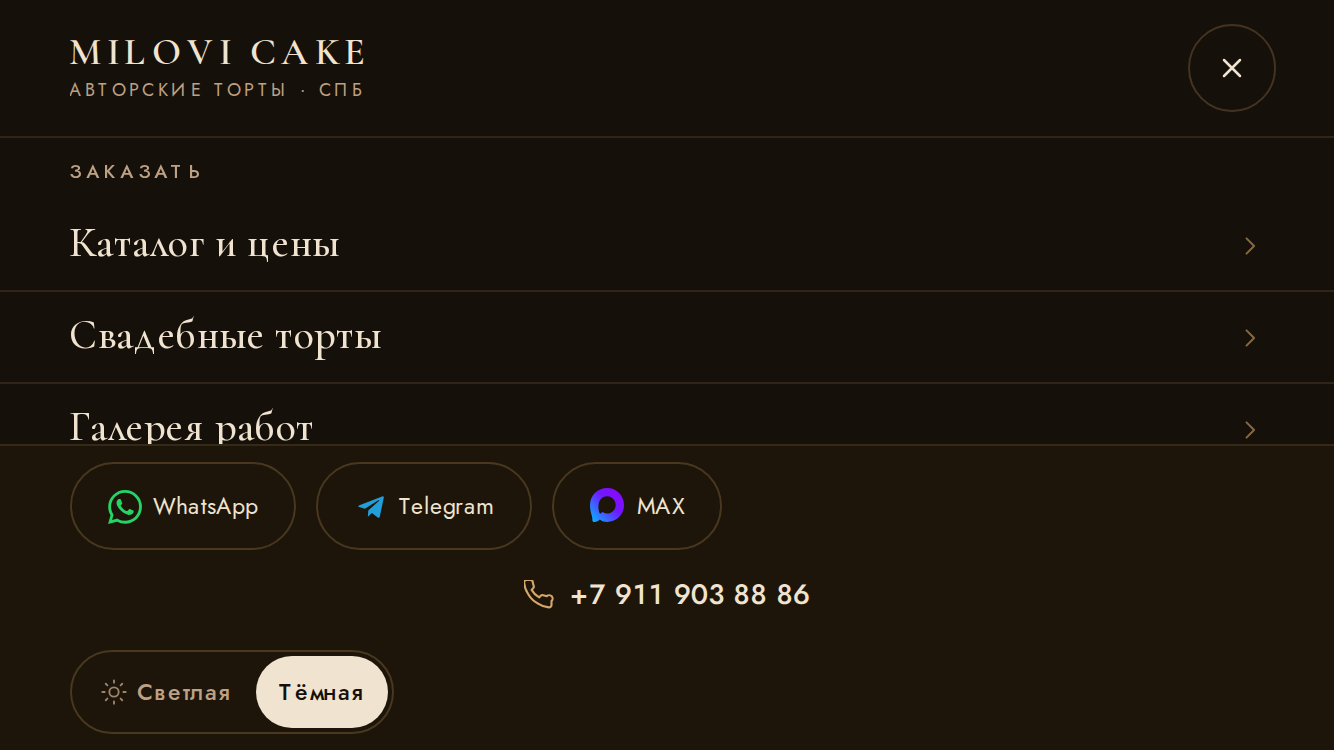 MILOVI CAKE
АВТОРСКИЕ ТОРТЫ · СПБ
ЗАКАЗАТЬ
Каталог и цены
Свадебные торты
Галерея работ
WhatsApp Telegram MAX
+7 911 903 88 86
Светлая Тёмная